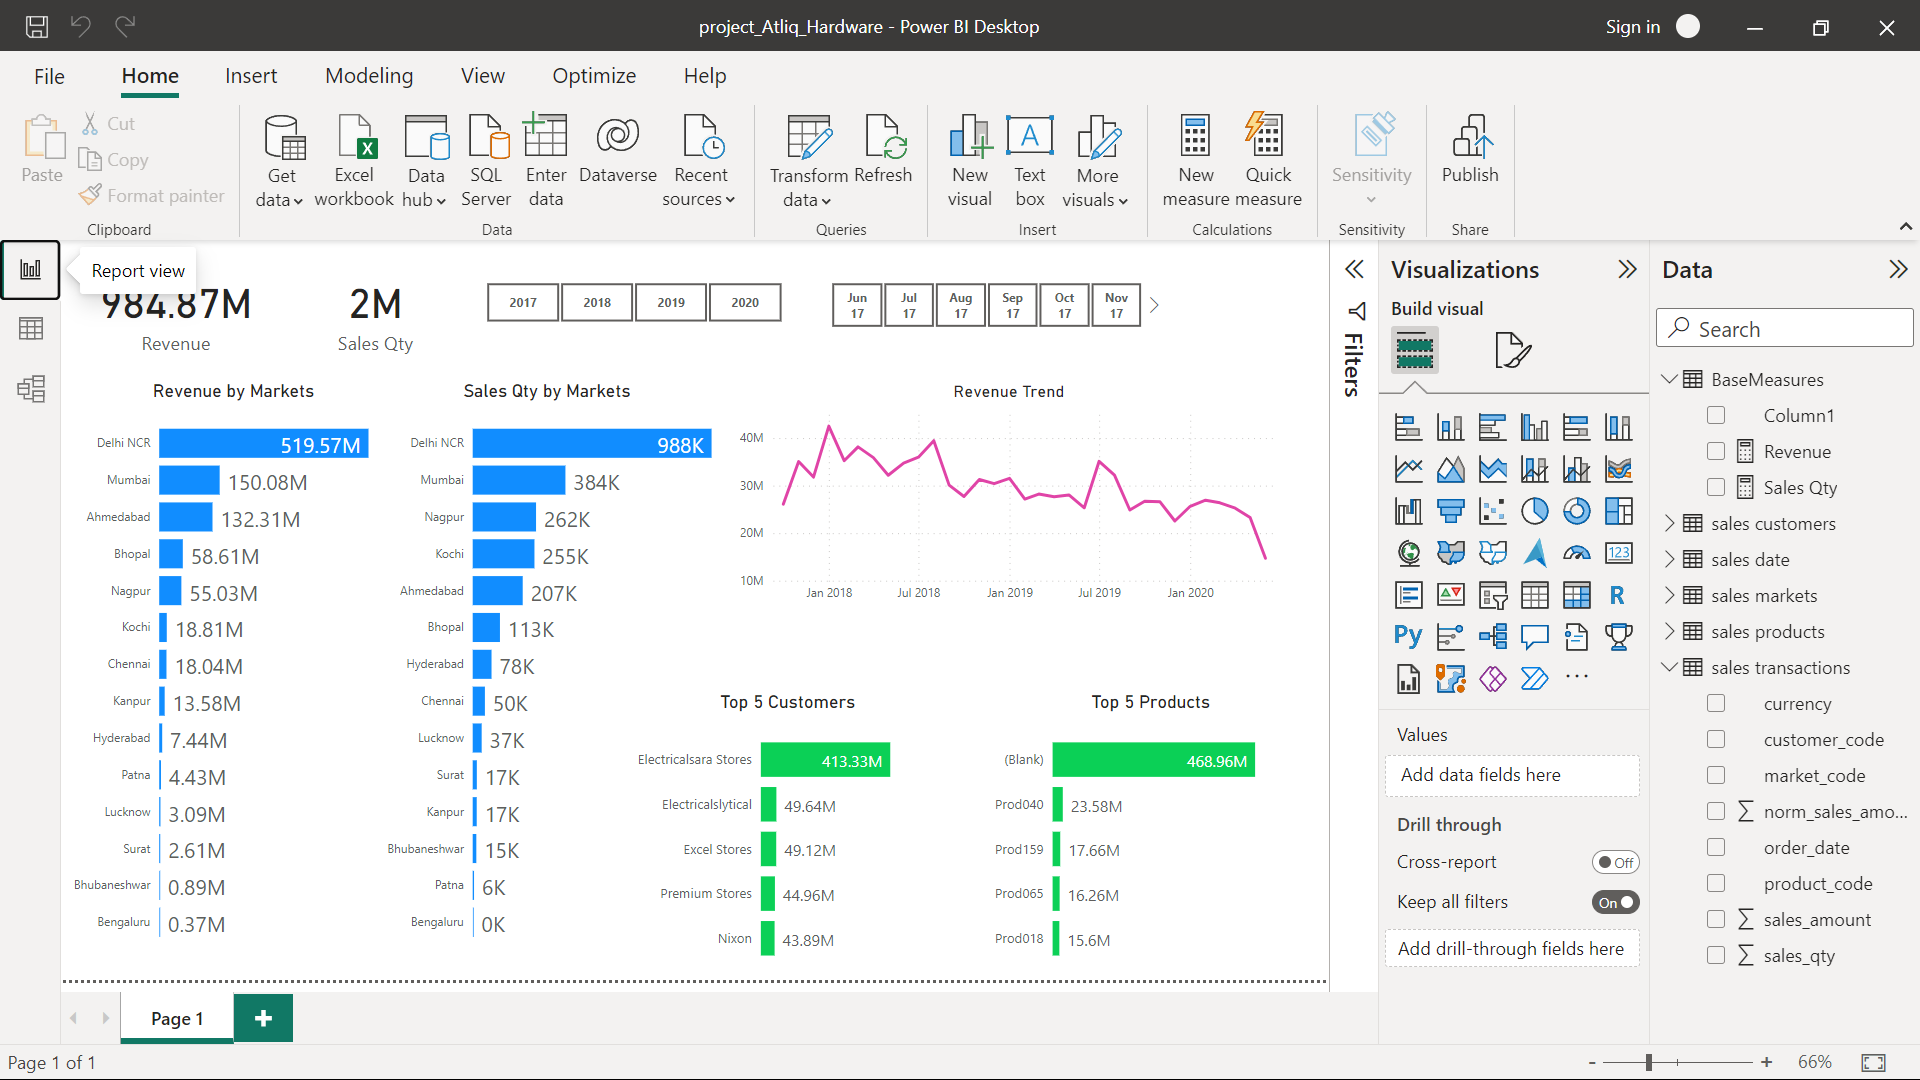 project_Atliq_Hardware - Power BI Desktop
Sign in
File Home Insert Modeling View Optimize Help
Paste
Cut
Copy
Format painter
Clipboard
Get data
Excel workbook
Data hub
SQL Server
Enter data
Dataverse
Recent sources
Data
Transform data
Refresh
Queries
New visual
Text box
More visuals
Insert
New measure
Quick measure
Calculations
Sensitivity
Sensitivity
Publish
Share
Report view
984.87M
Revenue
2M
Sales Qty
2017 2018 2019 2020
Jun 17
Jul 17
Aug 17
Sep 17
Oct 17
Nov 17
Revenue by Markets
Delhi NCR 519.57M
Mumbai 150.08M
Ahmedabad 132.31M
Bhopal 58.61M
Nagpur 55.03M
Kochi 18.81M
Chennai 18.04M
Kanpur 13.58M
Hyderabad 7.44M
Patna 4.43M
Lucknow 3.09M
Surat 2.61M
Bhubaneshwar 0.89M
Bengaluru 0.37M
Sales Qty by Markets
Delhi NCR 988K
Mumbai 384K
Nagpur 262K
Kochi 255K
Ahmedabad 207K
Bhopal 113K
Hyderabad 78K
Chennai 50K
Lucknow 37K
Surat 17K
Kanpur 17K
Bhubaneshwar 15K
Patna 6K
Bengaluru 0K
Revenue Trend
40M
30M
20M
10M
Jan 2018 Jul 2018 Jan 2019 Jul 2019 Jan 2020
Top 5 Customers
Electricalsara Stores 413.33M
Electricalslytical 49.64M
Excel Stores 49.12M
Premium Stores 44.96M
Nixon 43.89M
Top 5 Products
(Blank) 468.96M
Prod040 23.58M
Prod159 17.66M
Prod065 16.26M
Prod018 15.6M
Filters
Visualizations
Build visual
123
R
Py
Values
Add data fields here
Drill through
Cross-report Off
Keep all filters On
Add drill-through fields here
Data
Search
BaseMeasures
Column1
Revenue
Sales Qty
sales customers
sales date
sales markets
sales products
sales transactions
currency
customer_code
market_code
norm_sales_amo...
order_date
product_code
sales_amount
sales_qty
Page 1
Page 1 of 1
66%